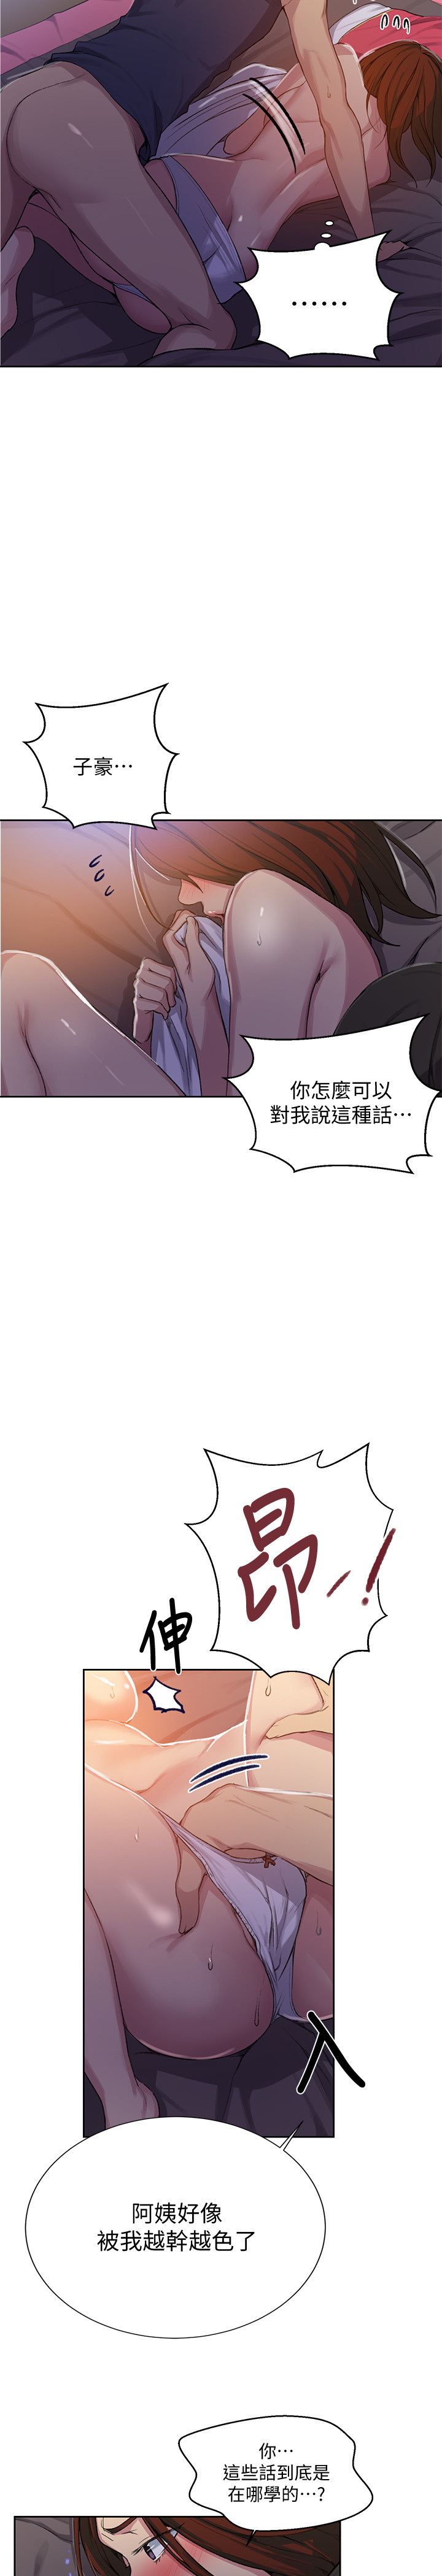 ……
子豪…
你怎麼可以
對我說這種話…
昂!
伸
入
阿姨好像
被我越幹越色了
你…
這些話到底是
在哪學的…?